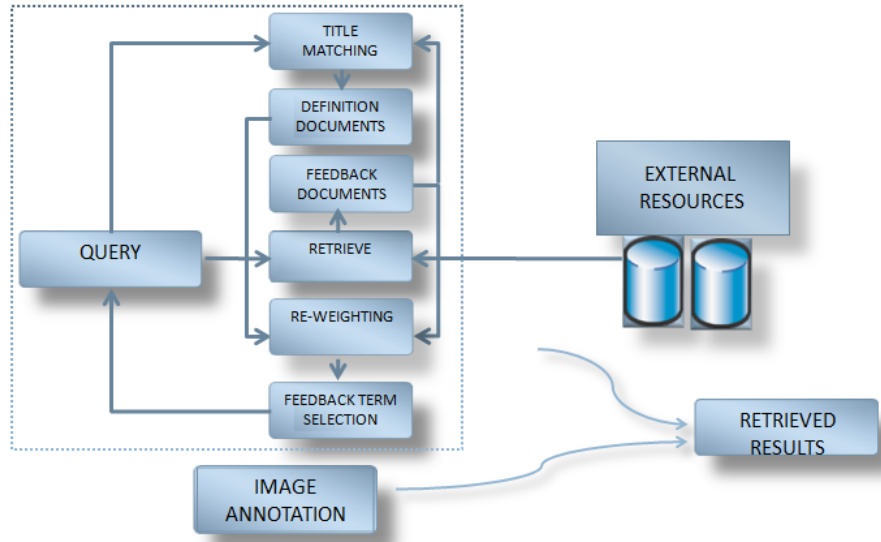 TITLE
MATCHING
DEFINITION
DOCUMENTS
FEEDBACK
DOCUMENTS
EXTERNAL
RESOURCES
QUERY
RETRIEVE
RE-WEIGHTING
FEEDBACK TERM
SELECTION
RETRIEVED
RESULTS
IMAGE
ANNOTATION